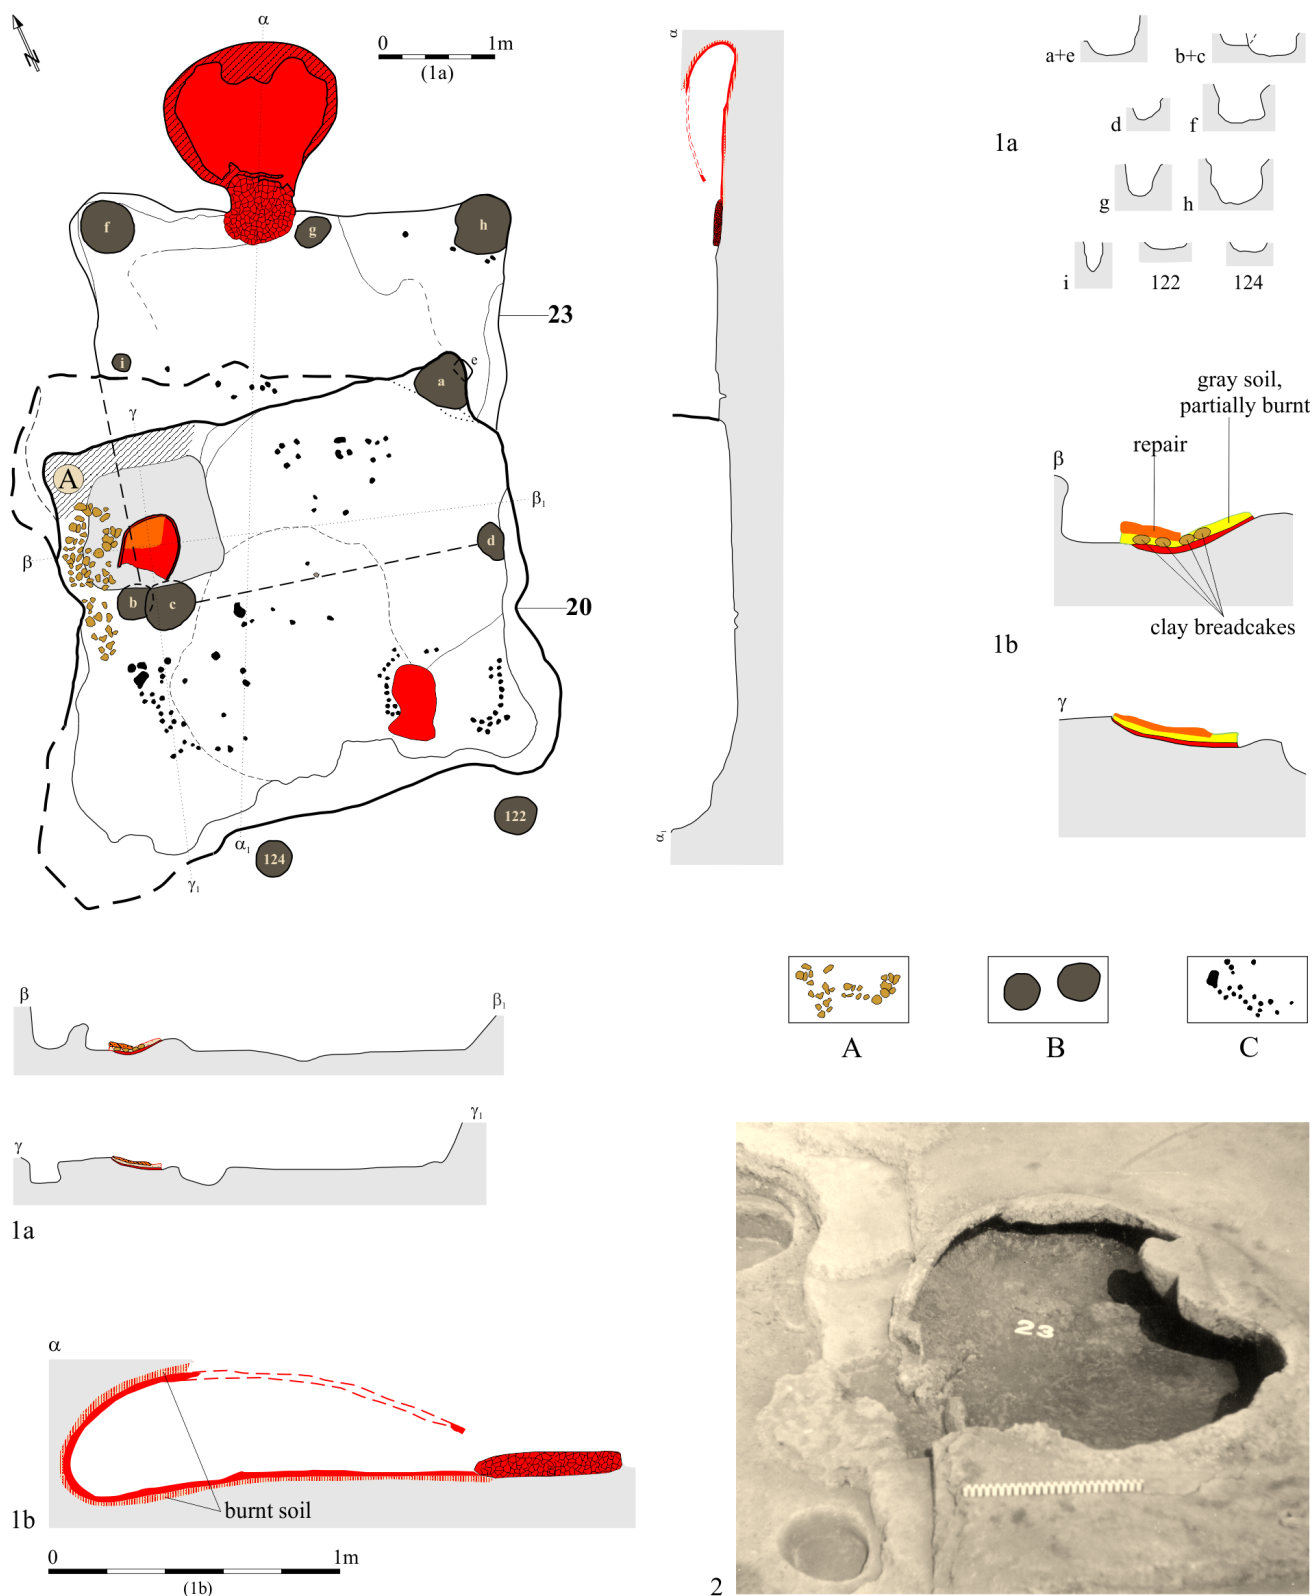 N
α
0 1m
(1a)
f
g
h
23
i
e
a
γ
A
β
β₁
d
b
c
20
α₁
γ₁
122
124
α
α₁
a+e
b+c
d
f
1a
g
h
i
122
124
gray soil,
partially burnt
repair
β
clay breadcakes
1b
γ
A
B
C
β
β₁
γ
γ₁
1a
α
burnt soil
1b
0 1m
(1b)
23
2